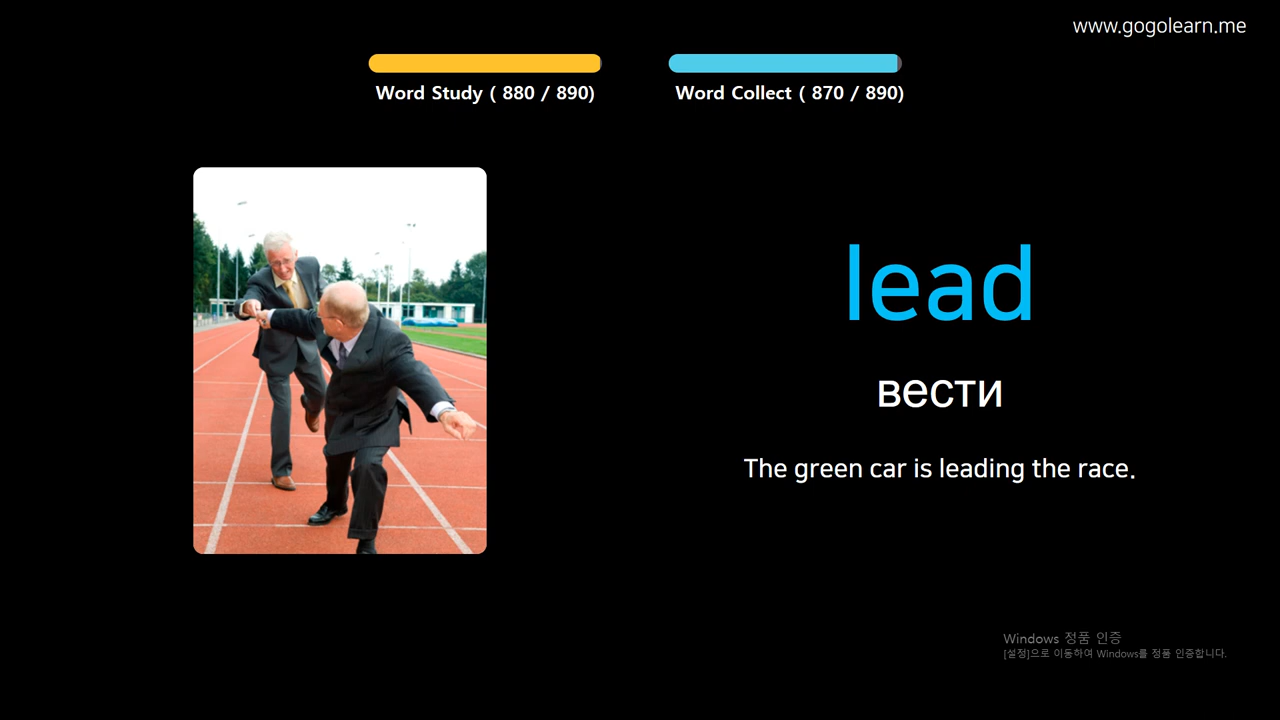 www.gogolearn.me
Word Study ( 880 / 890)
Word Collect ( 870 / 890)
lead
вести
The green car is leading the race.
Windows 정품 인증
[설정]으로 이동하여 Windows를 정품 인증합니다.